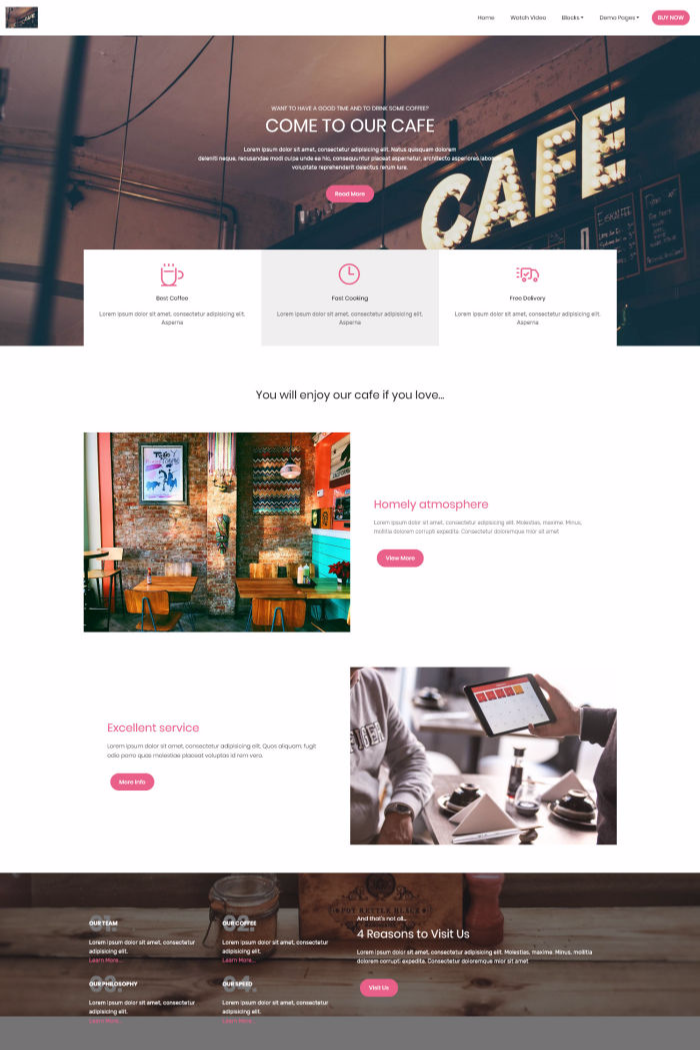 Home Watch Video Blocks Demo Pages BUY NOW
WANT TO HAVE A GOOD TIME AND TO DRINK SOME COFFEE?
COME TO OUR CAFE
Lorem ipsum dolor sit amet, consectetur adipisicing elit. Natus quisquam dolorem
deleniti neque, recusandae modi culpa unde ea hic, consequuntur placeat aspernatur, architecto asperiores
voluptate reprehenderit delectus rerum iure.
Read More
CAFE
Best Coffee
Lorem ipsum dolor sit amet, consectetur adipisicing elit.
Asperna
Fast Cooking
Lorem ipsum dolor sit amet, consectetur adipisicing elit.
Asperna
Free Delivery
Lorem ipsum dolor sit amet, consectetur adipisicing elit.
Asperna
You will enjoy our cafe if you love...
Homely atmosphere
Lorem ipsum dolor sit amet, consectetur adipisicing elit. Molestias, maxime. Minus,
mollitia dolorem corrupti expedita. Consectetur doloremque mior sit amet
View More
Excellent service
Lorem ipsum dolor sit amet, consectetur adipisicing elit. Quos aliquam fugit
odio porro quas molestiae placeat voluptas id rem vero.
More Info
01.
OUR TEAM
Lorem ipsum dolor sit amet, consectetur
adipisicing elit.
Learn More...
02.
OUR COFFEE
Lorem ipsum dolor sit amet, consectetur
adipisicing elit.
Learn More...
03.
OUR PHILOSOPHY
Lorem ipsum dolor sit amet, consectetur
adipisicing elit.
Learn More...
04.
OUR SPEED
Lorem ipsum dolor sit amet, consectetur
adipisicing elit.
Learn More...
POT KETTLE BLACK
And that's not all...
4 Reasons to Visit Us
Lorem ipsum dolor sit amet, consectetur adipisicing elit. Molestias, maxime. Minus, mollitia
dolorem corrupti expedita. Consectetur doloremque mior sit amet
Visit Us